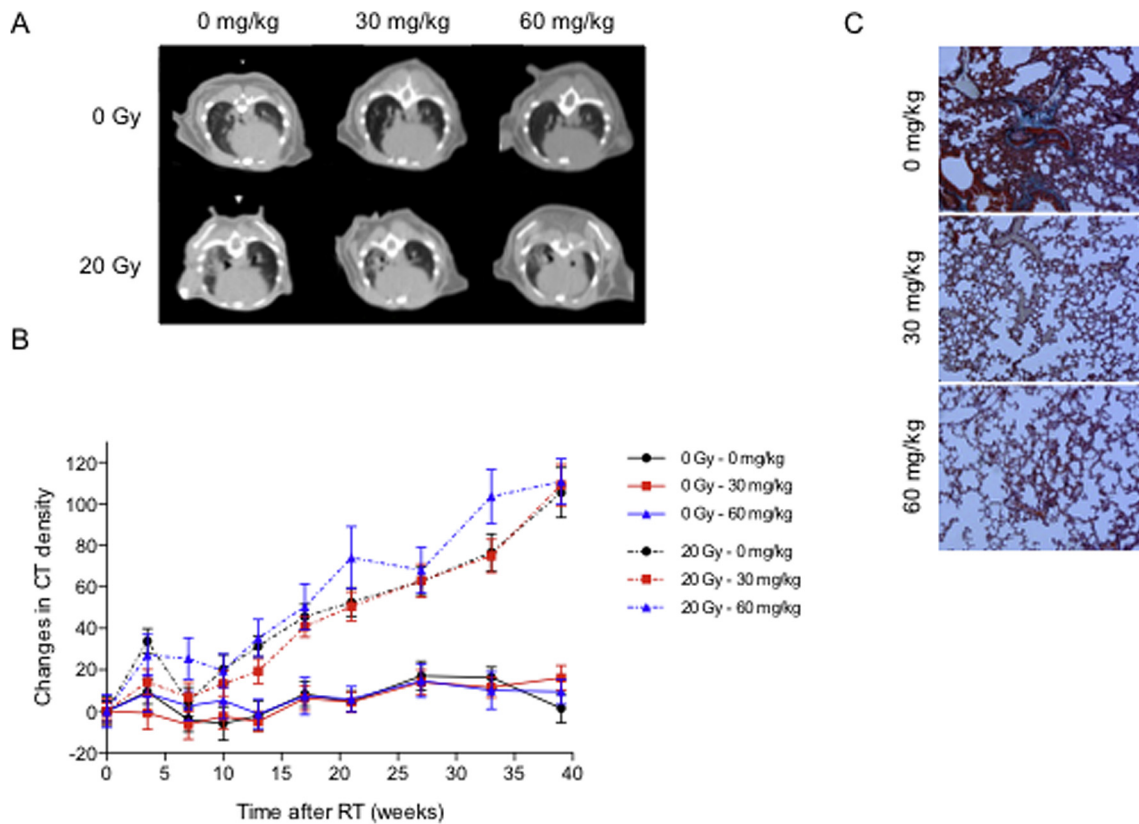 A
0 mg/kg 30 mg/kg 60 mg/kg
0 Gy
20 Gy
B
120
100
80
60
40
20
0
-20
Changes in CT density
0 5 10 15 20 25 30 35 40
Time after RT (weeks)
0 Gy - 0 mg/kg
0 Gy - 30 mg/kg
0 Gy - 60 mg/kg
20 Gy - 0 mg/kg
20 Gy - 30 mg/kg
20 Gy - 60 mg/kg
C
0 mg/kg
30 mg/kg
60 mg/kg